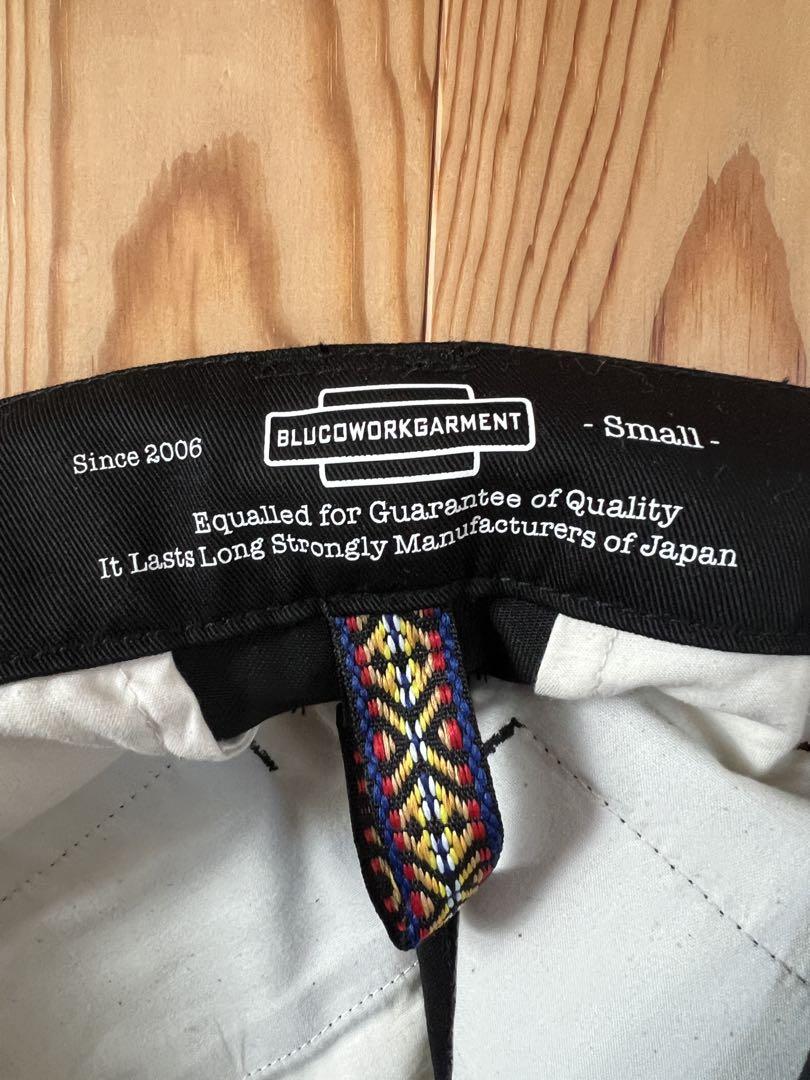 Since 2006
BLUCOWORKGARMENT
- Small -
Equalled for Guarantee of Quality
It Lasts Long Strongly Manufacturers of Japan